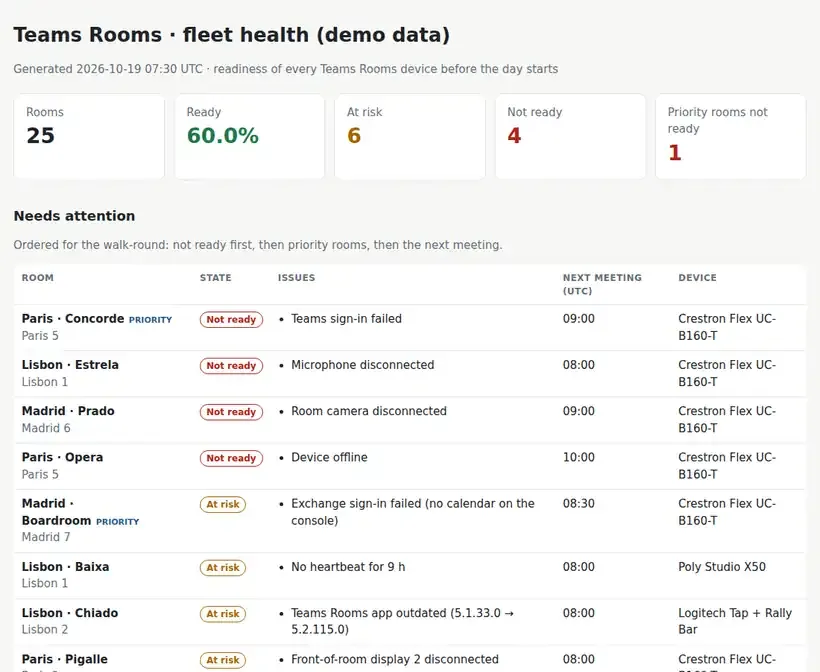 Teams Rooms · fleet health (demo data)
Generated 2026-10-19 07:30 UTC · readiness of every Teams Rooms device before the day starts
Rooms
25
Ready
60.0%
At risk
6
Not ready
4
Priority rooms not
ready
1
Needs attention
Ordered for the walk-round: not ready first, then priority rooms, then the next meeting.
ROOM STATE ISSUES NEXT MEETING
(UTC) DEVICE
Paris · Concorde PRIORITY
Paris 5
Not ready
• Teams sign-in failed
09:00
Crestron Flex UC-
B160-T
Lisbon · Estrela
Lisbon 1
Not ready
• Microphone disconnected
08:00
Crestron Flex UC-
B160-T
Madrid · Prado
Madrid 6
Not ready
• Room camera disconnected
09:00
Crestron Flex UC-
B160-T
Paris · Opera
Paris 5
Not ready
• Device offline
10:00
Crestron Flex UC-
B160-T
Madrid ·
Boardroom PRIORITY
Madrid 7
At risk
• Exchange sign-in failed (no calendar on the
console)
08:30
Crestron Flex UC-
B160-T
Lisbon · Baixa
Lisbon 1
At risk
• No heartbeat for 9 h
08:00
Poly Studio X50
Lisbon · Chiado
Lisbon 2
At risk
• Teams Rooms app outdated (5.1.33.0 →
5.2.115.0)
08:00
Logitech Tap + Rally
Bar
Paris · Pigalle
At risk
• Front-of-room display 2 disconnected
08:00
Crestron Flex UC-